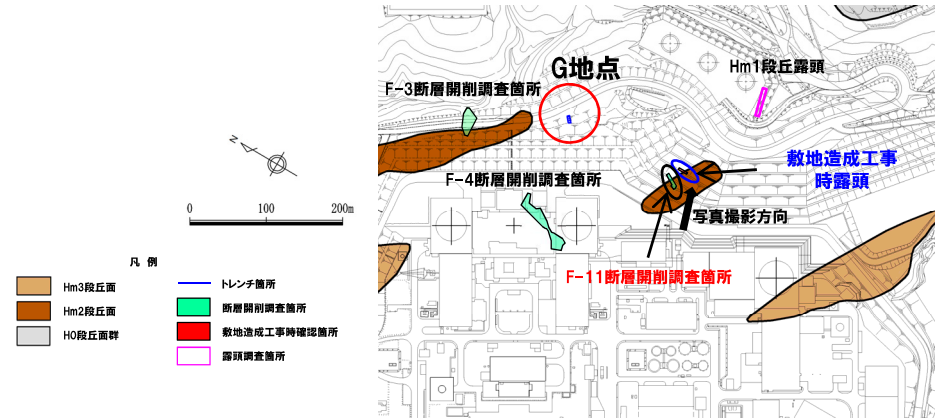 N
0
100
200m
凡 例
Hm3段丘面
Hm2段丘面
H0段丘面群
トレンチ箇所
断層開削調査箇所
敷地造成工事時確認箇所
露頭調査箇所
G地点
Hm1段丘露頭
F-3断層開削調査箇所
敷地造成工事
時露頭
F-4断層開削調査箇所
写真撮影方向
F-11断層開削調査箇所